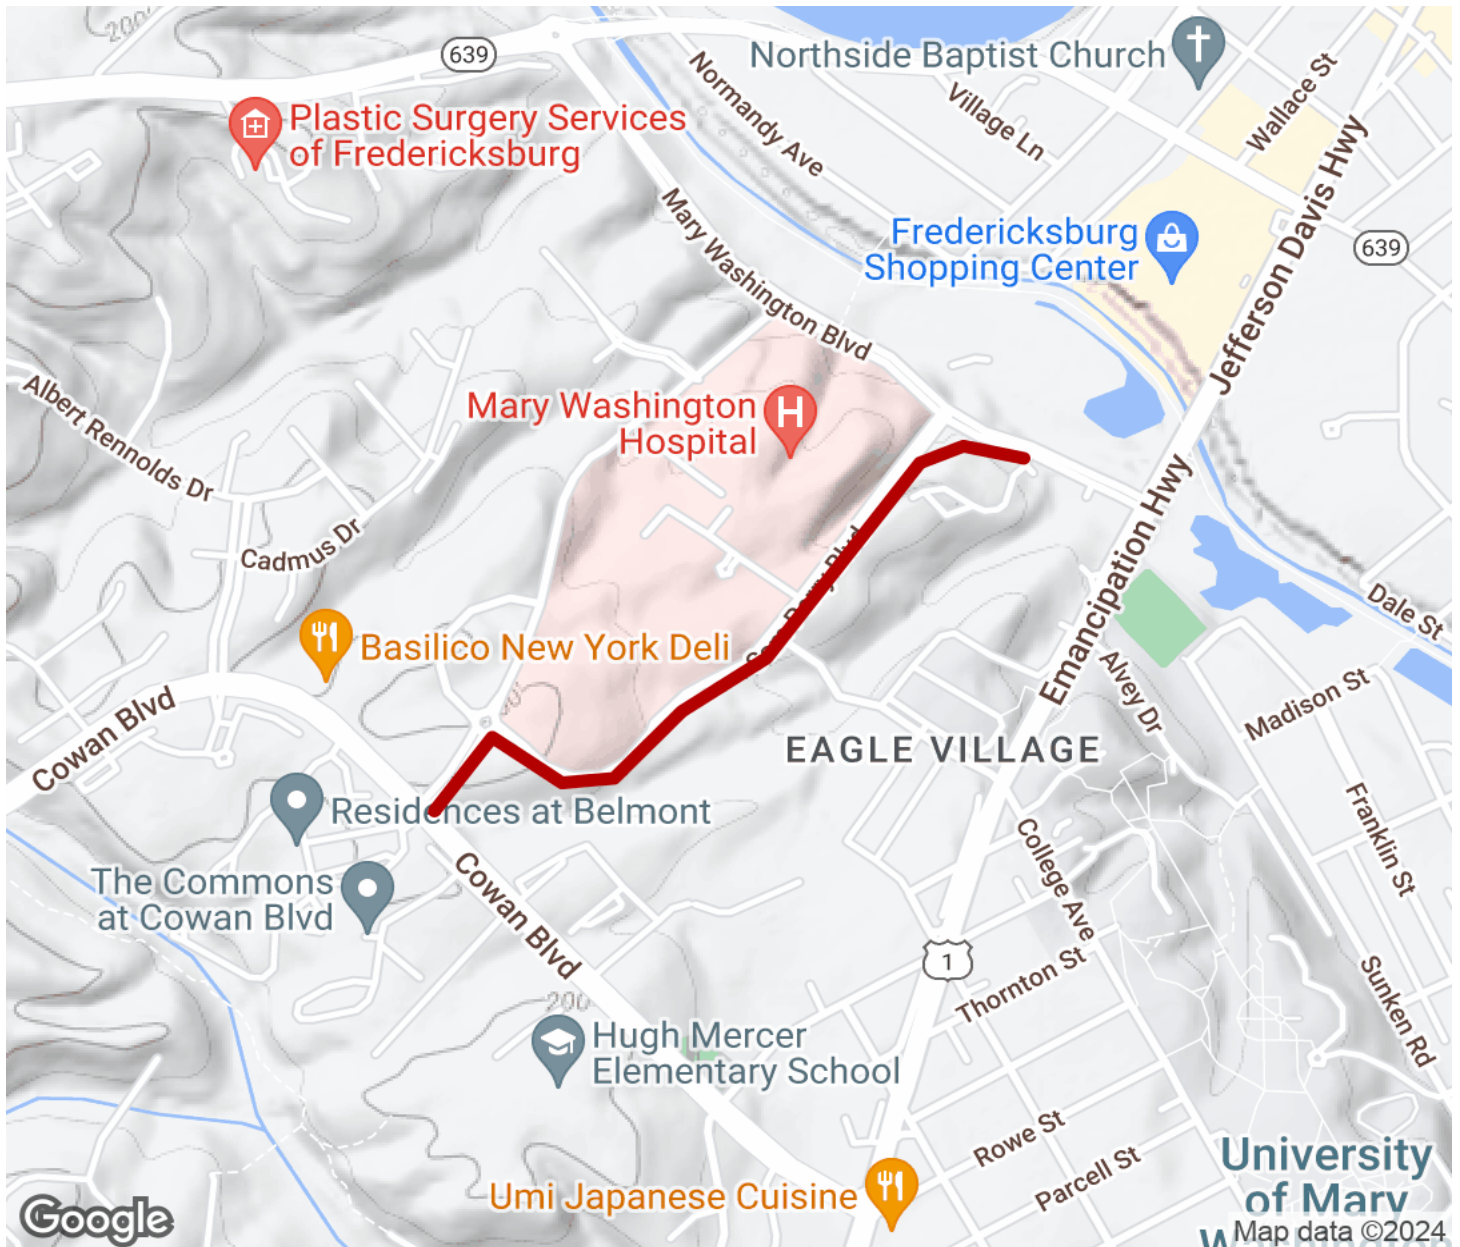 200
639
Northside Baptist Church
Wallace St
Normandy Ave
Village Ln
Plastic Surgery Services
of Fredericksburg
Jefferson Davis Hwy
Mary Washington Blvd
Fredericksburg
Shopping Center
639
Albert Rennolds Dr
Mary Washington
Hospital
Cadmus Dr
Emancipation Hwy
Dale St
Basilico New York Deli
Alvey Dr
Madison St
Cowan Blvd
EAGLE VILLAGE
Residences at Belmont
Franklin St
College Ave
The Commons
at Cowan Blvd
Cowan Blvd
1
Thornton St
Sunken Rd
200
Hugh Mercer
Elementary School
Rowe St
Parcell St
University
of Mary
Umi Japanese Cuisine
Google
Map data ©2024